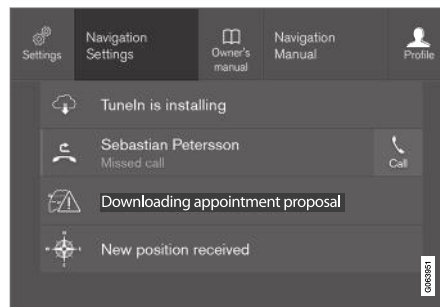 Settings
Navigation
Settings
Owner's
manual
Navigation
Manual
Profile
TuneIn is installing
Sebastian Petersson
Missed call
Call
Downloading appointment proposal
New position received
G063951